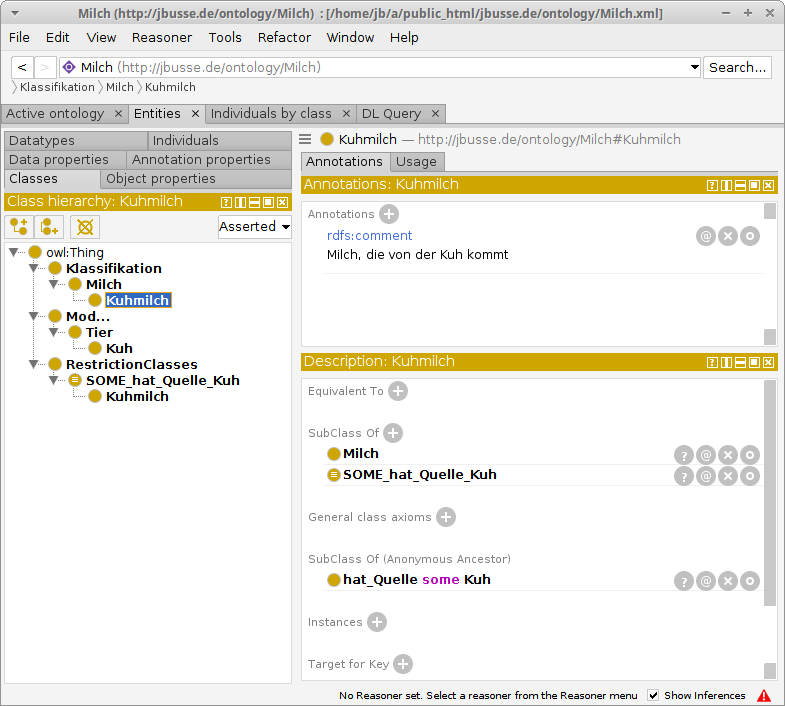 Milch (http://jbusse.de/ontology/Milch) : [/home/jb/a/public_html/jbusse.de/ontology/Milch.xml]
File Edit View Reasoner Tools Refactor Window Help
< > Milch (http://jbusse.de/ontology/Milch) Search...
Klassifikation Milch Kuhmilch
Active ontology × Entities × Individuals by class × DL Query ×
Datatypes Individuals
Data properties Annotation properties
Classes Object properties
Class hierarchy: Kuhmilch
Asserted
owl:Thing
Klassifikation
Milch
Kuhmilch
Mod...
Tier
Kuh
RestrictionClasses
SOME_hat_Quelle_Kuh
Kuhmilch
Kuhmilch — http://jbusse.de/ontology/Milch#Kuhmilch
Annotations Usage
Annotations: Kuhmilch
Annotations
rdfs:comment
Milch, die von der Kuh kommt
Description: Kuhmilch
Equivalent To
SubClass Of
Milch
SOME_hat_Quelle_Kuh
General class axioms
SubClass Of (Anonymous Ancestor)
hat_Quelle some Kuh
Instances
Target for Key
No Reasoner set. Select a reasoner from the Reasoner menu Show Inferences